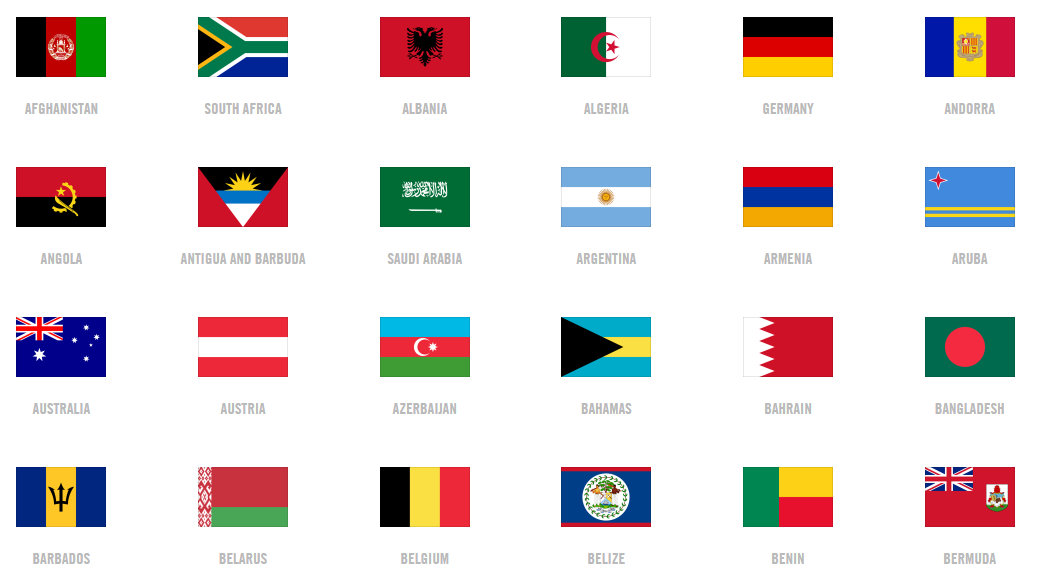 AFGHANISTAN
SOUTH AFRICA
ALBANIA
ALGERIA
GERMANY
ANDORRA
ANGOLA
ANTIGUA AND BARBUDA
SAUDI ARABIA
ARGENTINA
ARMENIA
ARUBA
AUSTRALIA
AUSTRIA
AZERBAIJAN
BAHAMAS
BAHRAIN
BANGLADESH
BARBADOS
BELARUS
BELGIUM
BELIZE
BENIN
BERMUDA